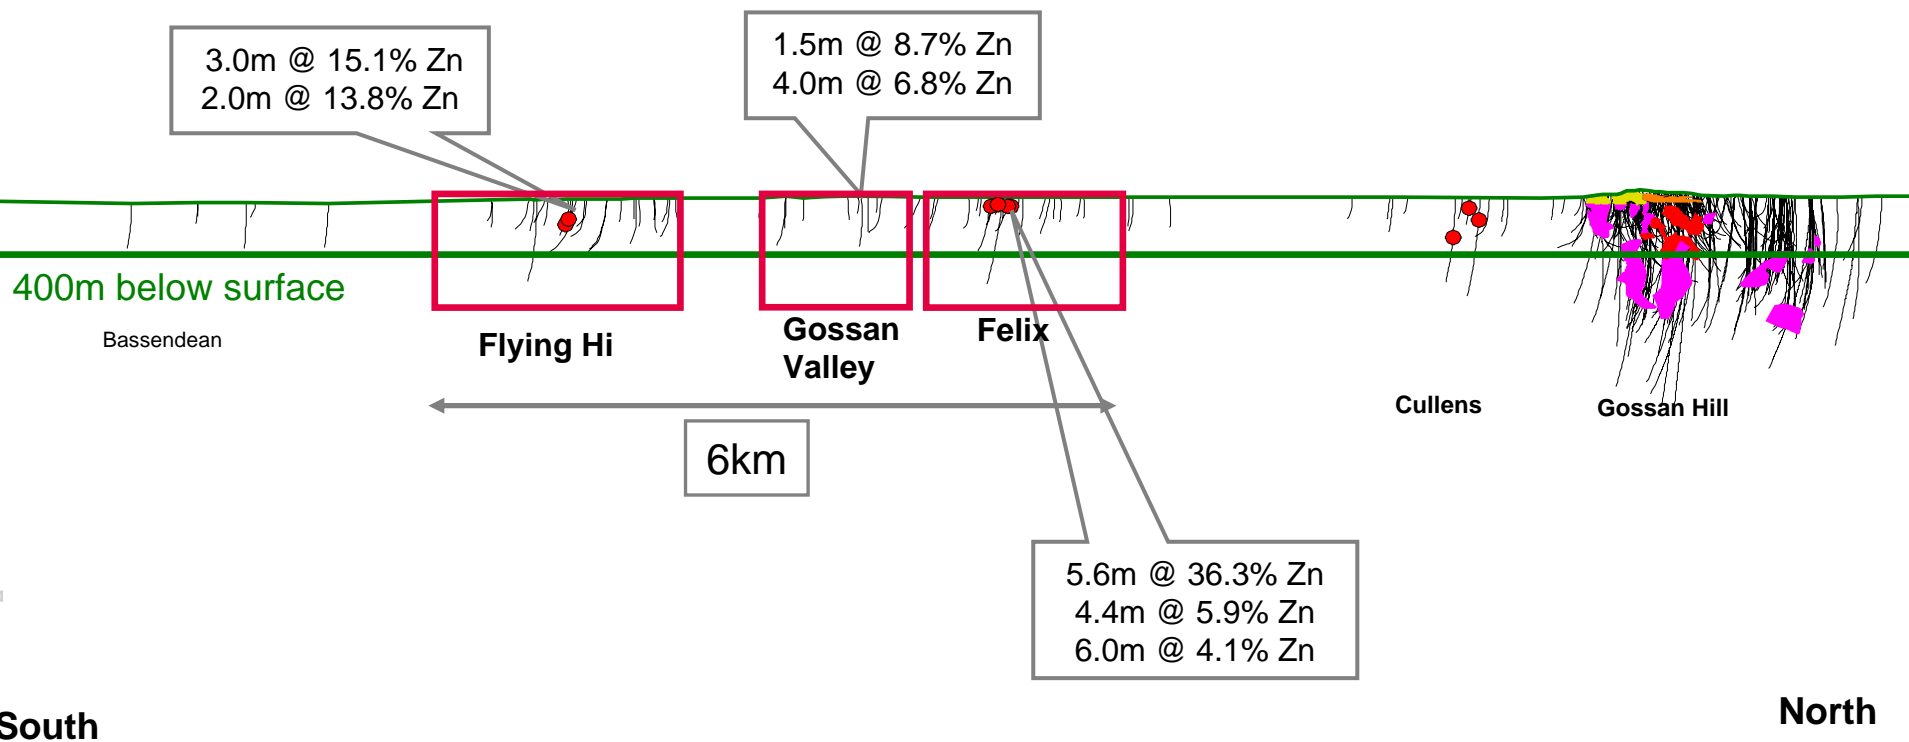 3.0m @ 15.1% Zn
2.0m @ 13.8% Zn
1.5m @ 8.7% Zn
4.0m @ 6.8% Zn
400m below surface
Bassendean
Flying Hi
Gossan
Valley
Felix
Cullens
Gossan Hill
6km
5.6m @ 36.3% Zn
4.4m @ 5.9% Zn
6.0m @ 4.1% Zn
South
North